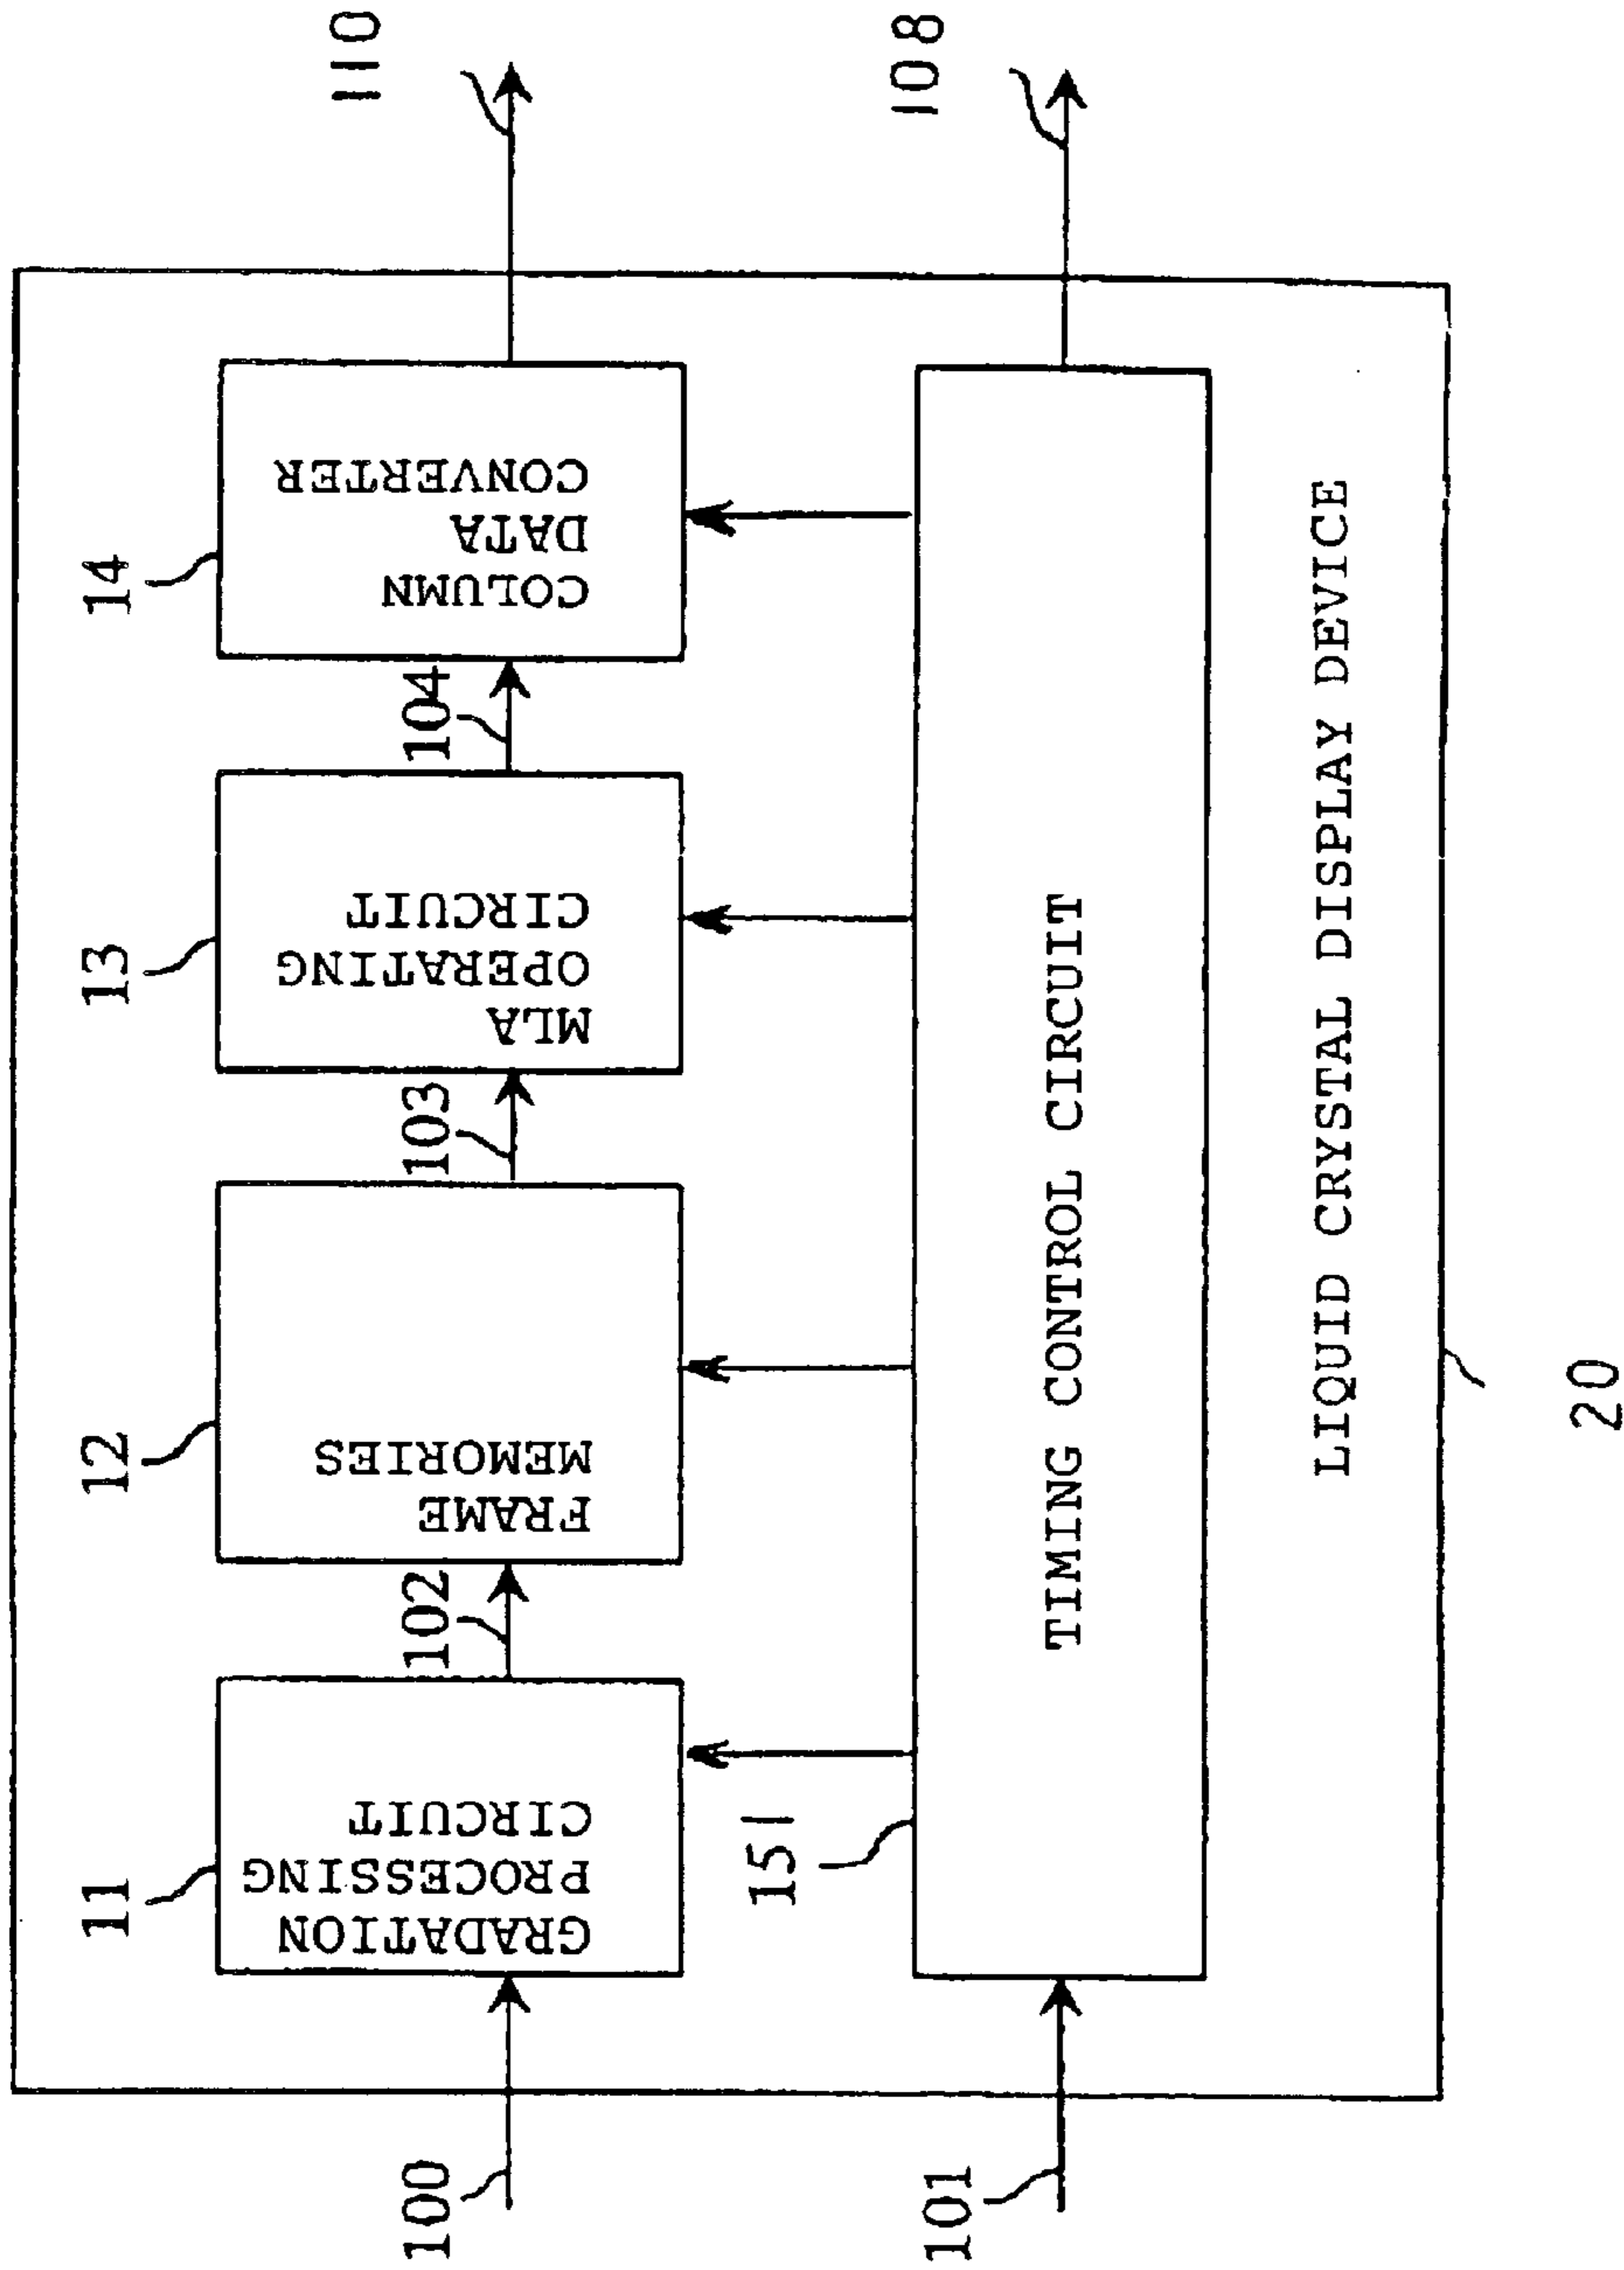 11
GRADATION
PROCESSING
CIRCUIT
12
FRAME
MEMORIES
13
MLA
OPERATING
CIRCUIT
14
COLUMN
DATA
CONVERTER
100
102
103
104
110
151
TIMING CONTROL CIRCUIT
101
108
LIQUID CRYSTAL DISPLAY DEVICE
20